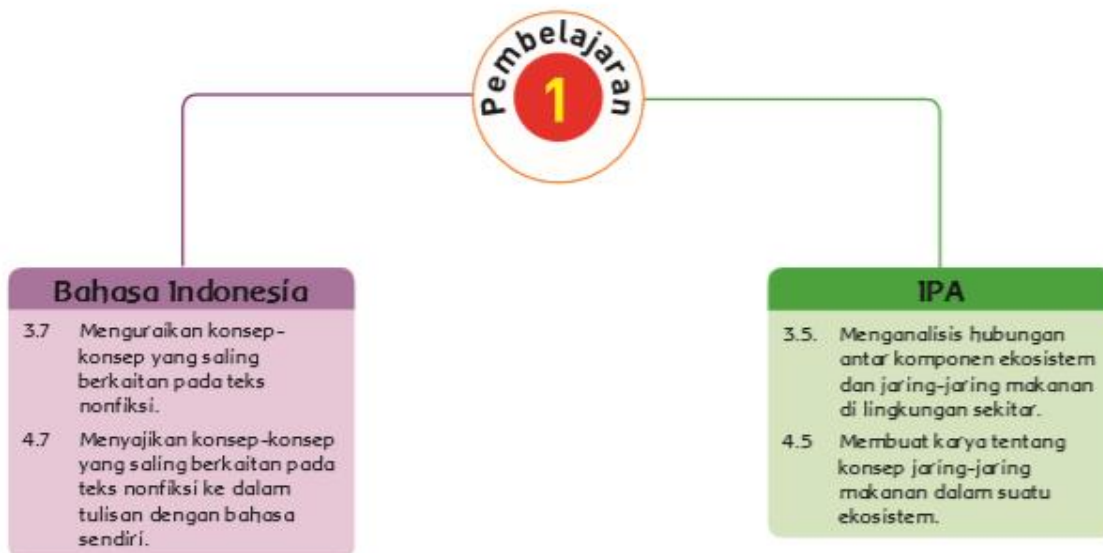 Pembelajaran
1
Bahasa Indonesia
3.7 Menguraikan konsep-
konsep yang saling
berkaitan pada teks
nonfiksi.
4.7 Menyajikan konsep-konsep
yang saling berkaitan pada
teks nonfiksi ke dalam
tulisan dengan bahasa
sendiri.
IPA
3.5. Menganalisis hubungan
antar komponen ekosistem
dan jaring-jaring makanan
di lingkungan sekitar.
4.5 Membuat karya tentang
konsep jaring-jaring
makanan dalam suatu
ekosistem.